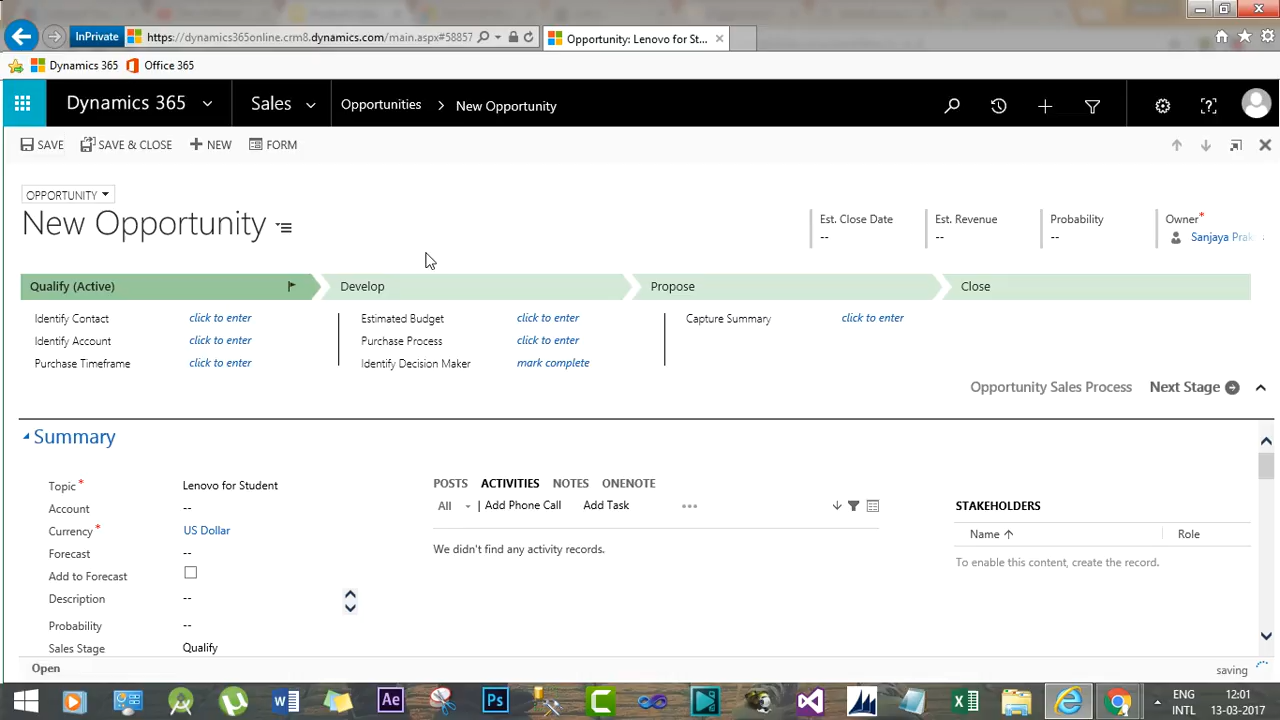 InPrivate https://dynamics365online.crm8.dynamics.com/main.aspx#58857 Opportunity: Lenovo for St...
Dynamics 365 Office 365
Dynamics 365 Sales Opportunities > New Opportunity
SAVE SAVE & CLOSE + NEW FORM
OPPORTUNITY
New Opportunity
Est. Close Date Est. Revenue Probability Owner*
-- -- --
Qualify (Active) Develop Propose Close
Identify Contact click to enter Estimated Budget click to enter Capture Summary click to enter
Identify Account click to enter Purchase Process click to enter
Purchase Timeframe click to enter Identify Decision Maker mark complete
Opportunity Sales Process Next Stage
Summary
POSTS ACTIVITIES NOTES ONENOTE
Topic* Lenovo for Student
All | Add Phone Call Add Task ...
STAKEHOLDERS
Account --
Currency* US Dollar
Name Role
We didn't find any activity records.
Forecast --
To enable this content, create the record.
Add to Forecast
Description --
Probability --
Sales Stage Qualify
Open saving
W Ae Ps C X
ENG 12:01
INTL 13-03-2017